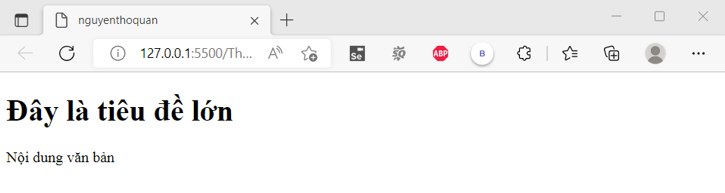 nguyenthoquan
127.0.0.1:5500/Th...
Se
ABP
B
Đây là tiêu đề lớn
Nội dung văn bản